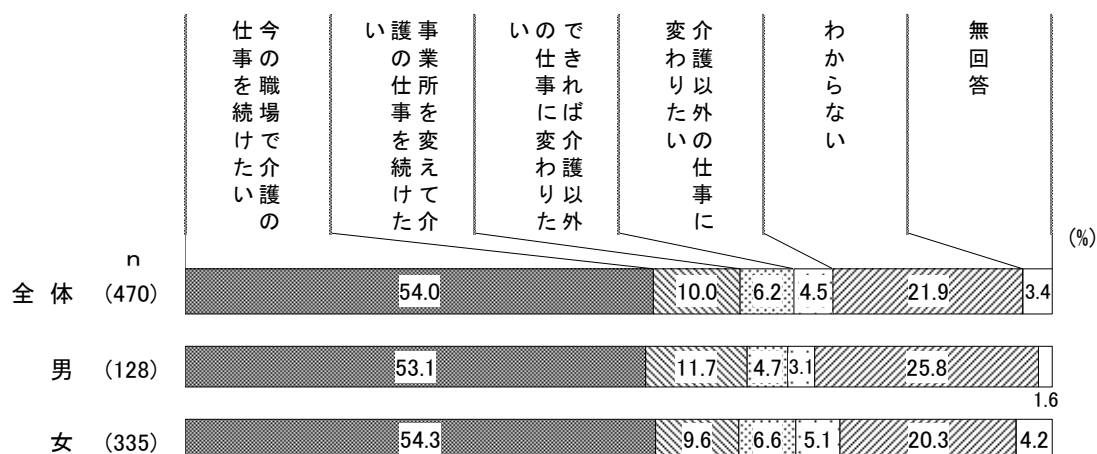 今の職場で介護の
仕事を続けたい
事業所を変えて介
護の仕事を続けた
い
できれば介護以外
の仕事に変わりた
い
介護以外の仕事に
変わりたい
わからない
無回答
(%)
n
全体 (470) 54.0 10.0 6.2 4.5 21.9 3.4
男 (128) 53.1 11.7 4.7 3.1 25.8 1.6
女 (335) 54.3 9.6 6.6 5.1 20.3 4.2